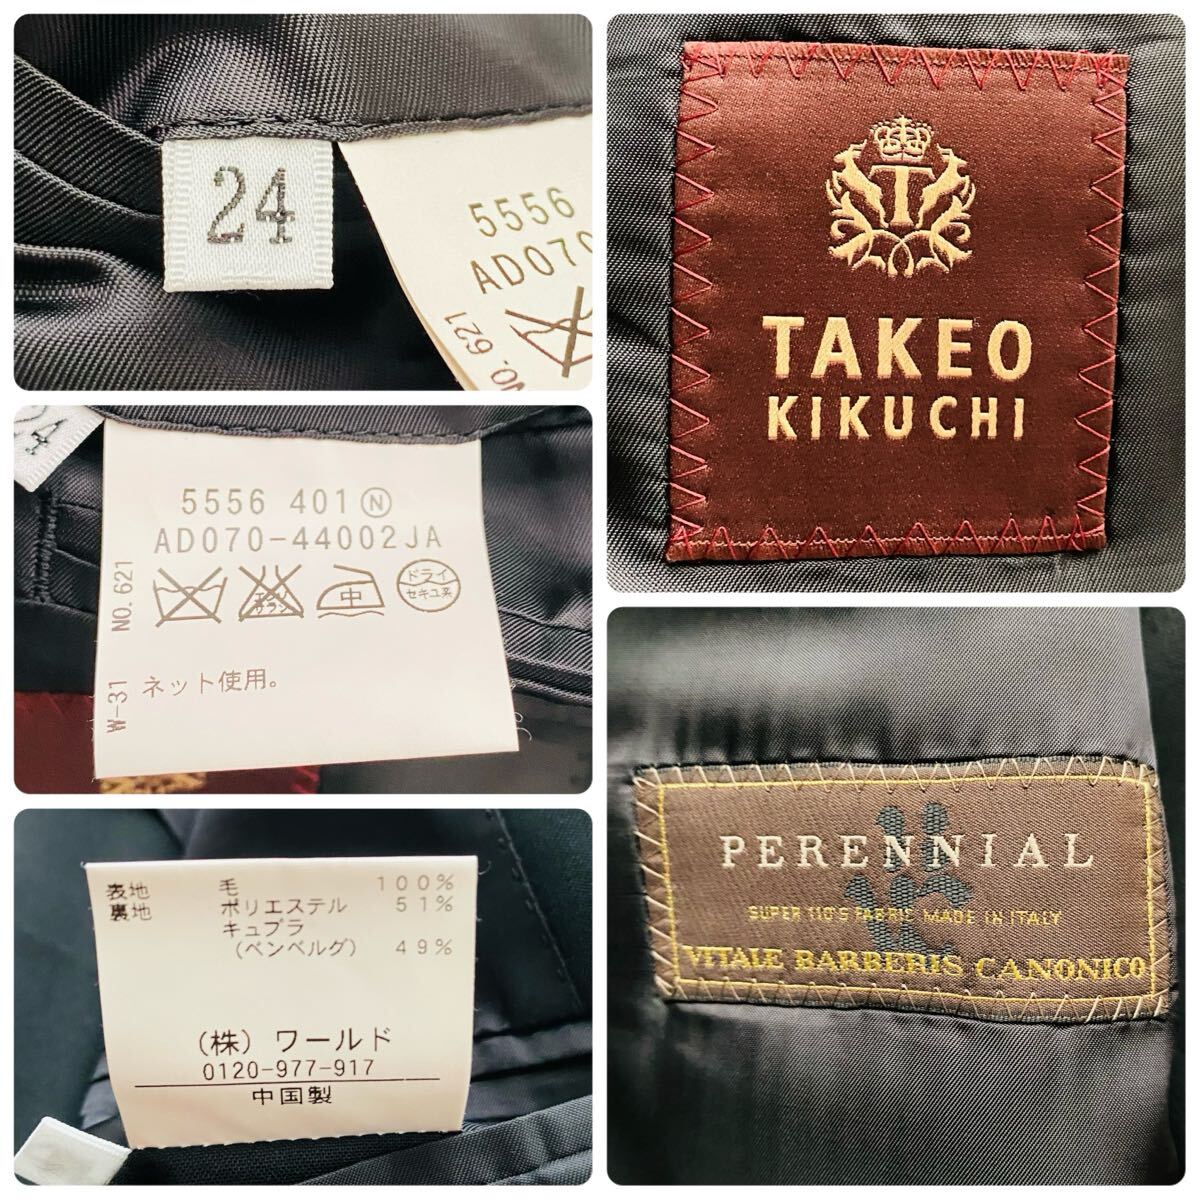 24
5556
AD070
NO. 621
T
TAKEO
KIKUCHI
24
5556 401 Ⓝ
AD070-44002JA
中
ドライ
セキユ系
NO. 621
W-31
ネット使用。
PERENNIAL
SUPER 110'S FABRIC MADE IN ITALY
VITALE BARBERIS CANONICO
表地 毛 100%
裏地 ポリエステル 51%
キュプラ
(ベンベルグ) 49%
(株) ワールド
0120-977-917
中国製